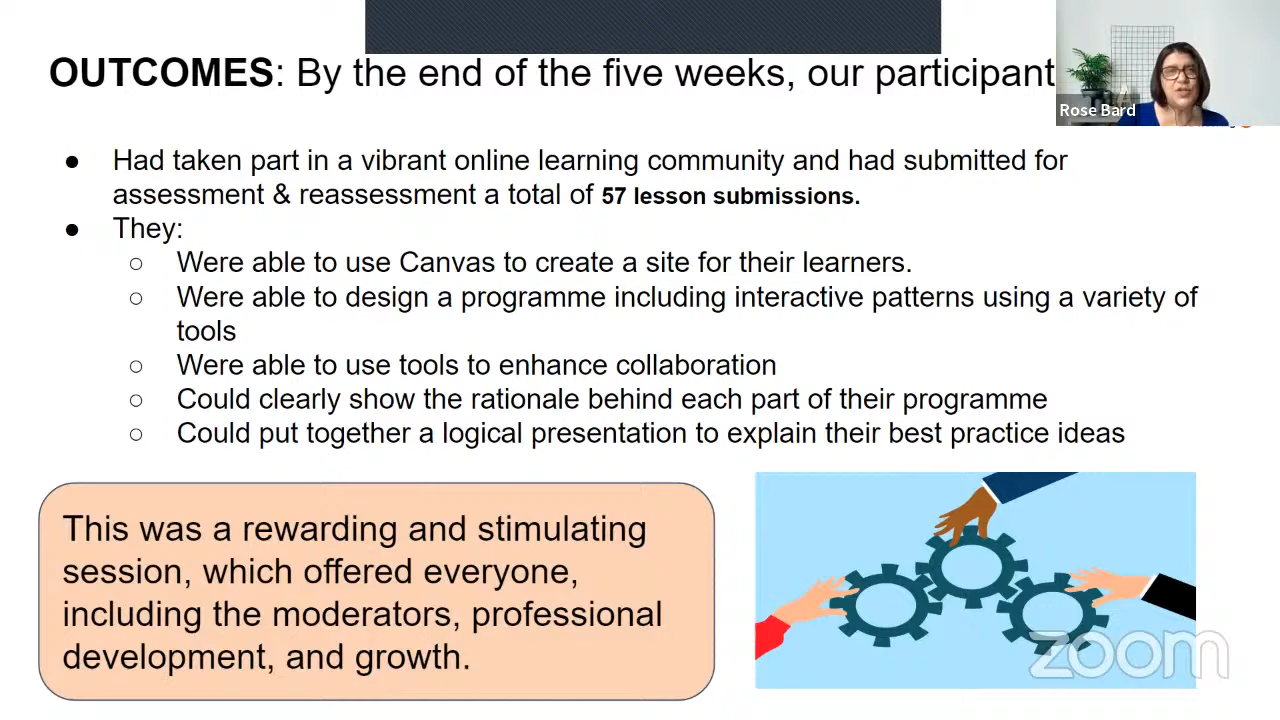 OUTCOMES: By the end of the five weeks, our participant
Rose Bard
● Had taken part in a vibrant online learning community and had submitted for
assessment & reassessment a total of 57 lesson submissions.
● They:
○ Were able to use Canvas to create a site for their learners.
○ Were able to design a programme including interactive patterns using a variety of
tools
○ Were able to use tools to enhance collaboration
○ Could clearly show the rationale behind each part of their programme
○ Could put together a logical presentation to explain their best practice ideas
This was a rewarding and stimulating
session, which offered everyone,
including the moderators, professional
development, and growth.
zoom